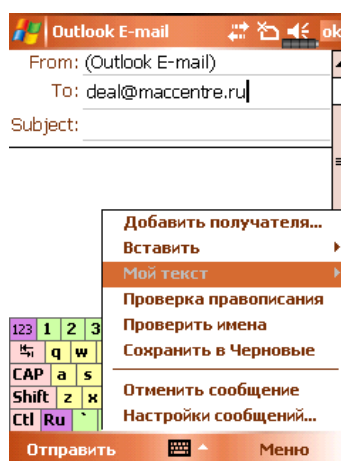 Outlook E-mail ok
From: (Outlook E-mail)
To: deal@maccentre.ru
Subject:
Добавить получателя...
Вставить
Мой текст
Проверка правописания
Проверить имена
Сохранить в Черновые
Отменить сообщение
Настройки сообщений...
123 1 2 3
q w
CAP a s
Shift z x
Ctl Ru `
Отправить Меню